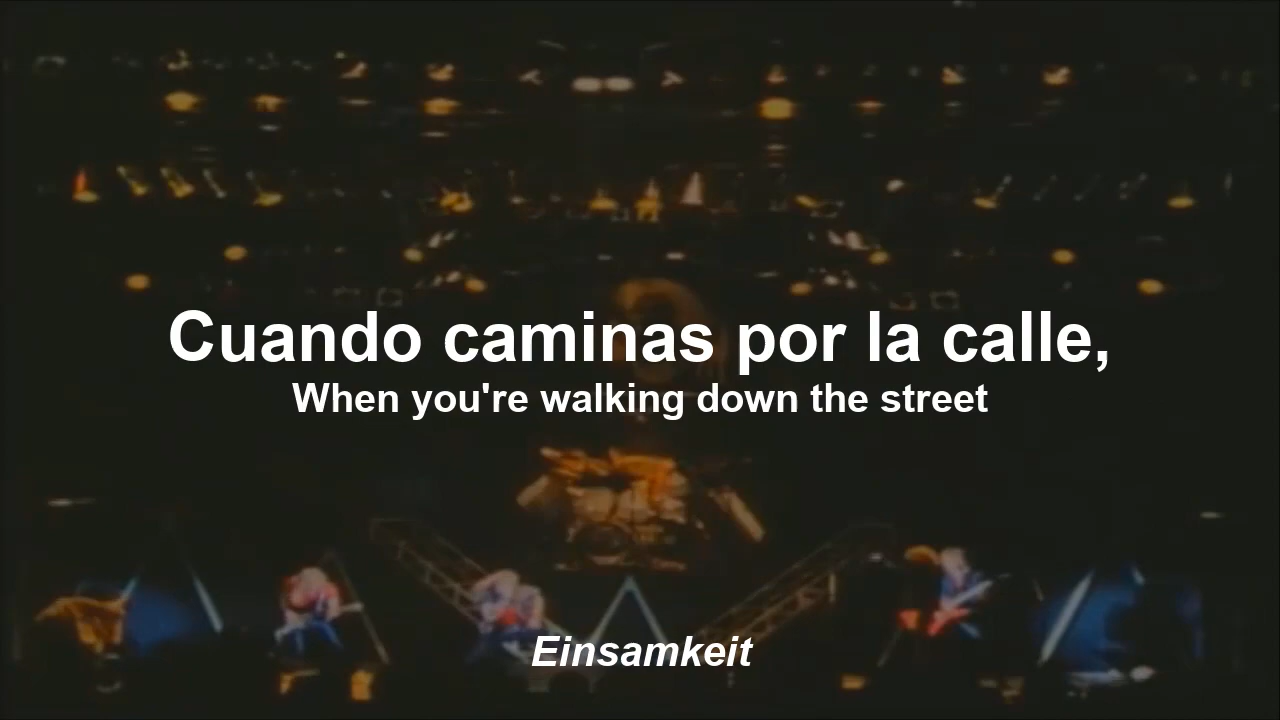 Cuando caminas por la calle,
When you're walking down the street
Einsamkeit